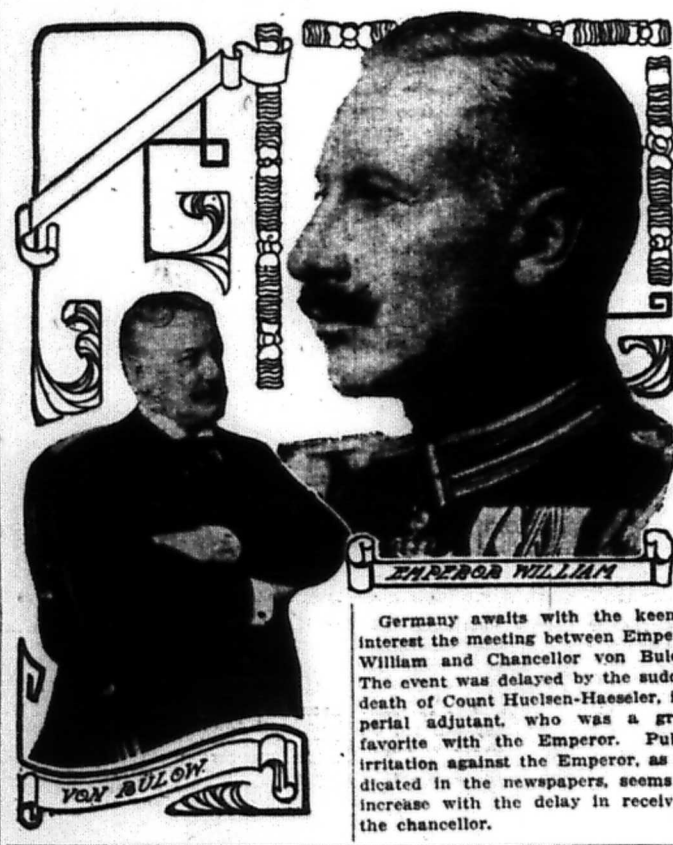 EMPEROR WILLIAM
VON BÜLOW.
Germany awaits with the keen
interest the meeting between Empe
William and Chancellor von Bul
The event was delayed by the sud
death of Count Huelsen-Haeseler, i
perial adjutant, who was a gr
favorite with the Emperor. Pub
irritation against the Emperor, as
dicated in the newspapers, seems
increase with the delay in receiv
the chancellor.